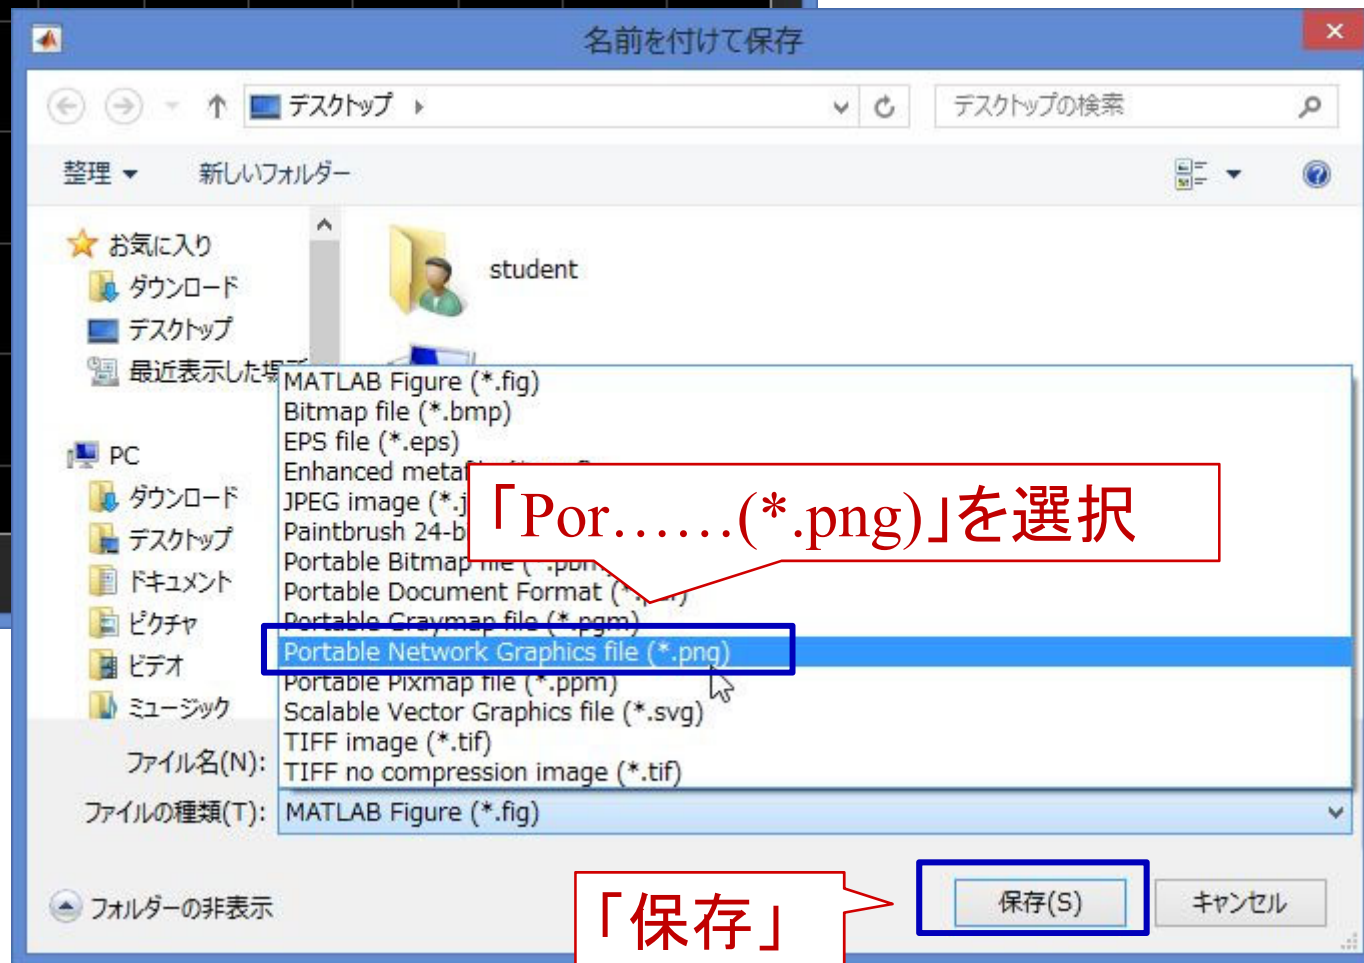 名前を付けて保存
デスクトップ
デスクトップの検索
整理
新しいフォルダー
お気に入り
ダウンロード
デスクトップ
最近表示した場
PC
ダウンロード
デスクトップ
ドキュメント
ピクチャ
ビデオ
ミュージック
student
MATLAB Figure (*.fig)
Bitmap file (*.bmp)
EPS file (*.eps)
Enhanced
JPEG image (*.j
Paintbrush 24-b
Portable Bitmap
Portable Document Format
Portable Graymap file (*.pgm)
Portable Network Graphics file (*.png)
Portable Pixmap file (*.ppm)
Scalable Vector Graphics file (*.svg)
TIFF image (*.tif)
TIFF no compression image (*.tif)
「Por……(*.png)」を選択
ファイル名(N):
ファイルの種類(T): MATLAB Figure (*.fig)
フォルダーの非表示
「保存」
保存(S)
キャンセル